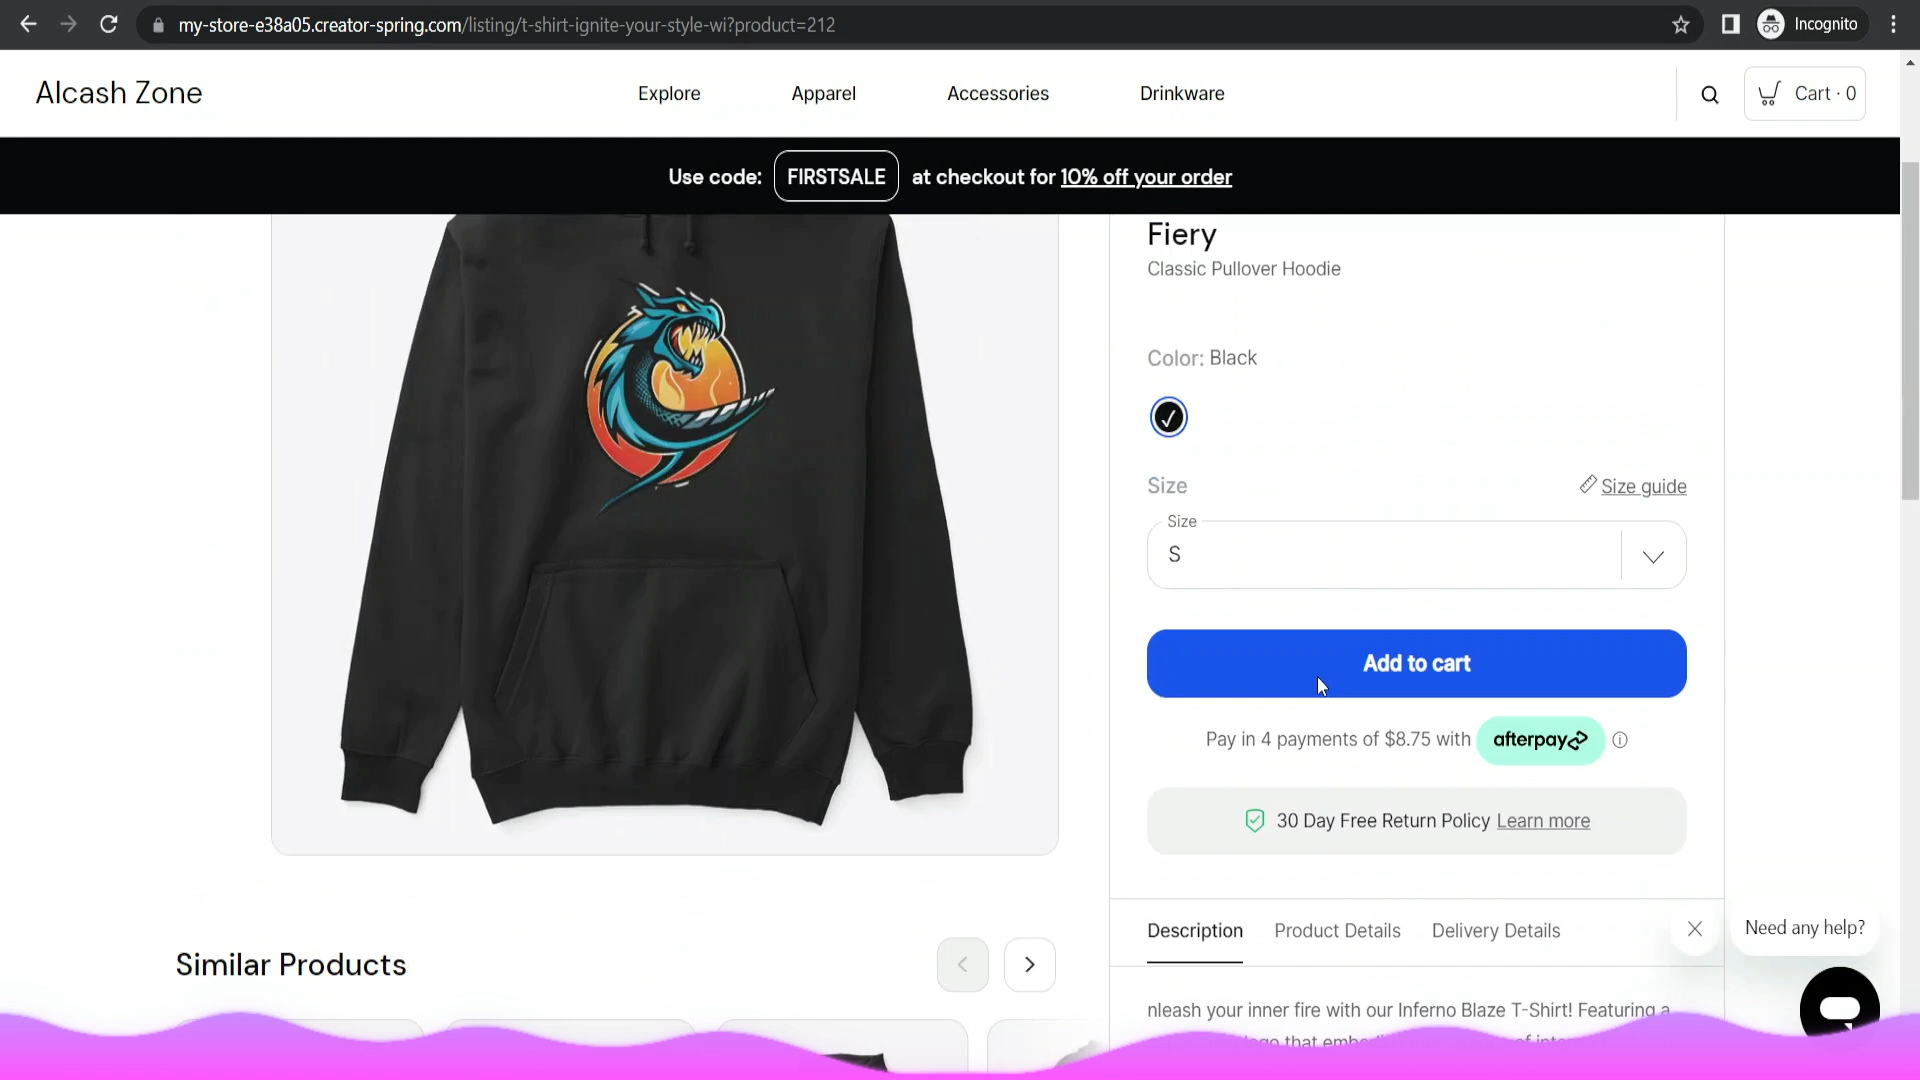 my-store-e38a05.creator-spring.com/listing/t-shirt-ignite-your-style-wi?product=212
Incognito
Alcash Zone
Explore
Apparel
Accessories
Drinkware
Cart · 0
Use code: FIRSTSALE at checkout for 10% off your order
Fiery
Classic Pullover Hoodie
Color: Black
Size
Size guide
Size
S
Add to cart
Pay in 4 payments of $8.75 with afterpay
30 Day Free Return Policy Learn more
Description
Product Details
Delivery Details
Need any help?
Similar Products
nleash your inner fire with our Inferno Blaze T-Shirt! Featuring a
that